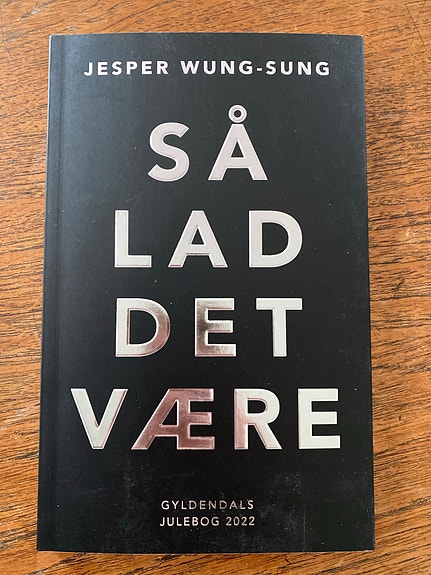 JESPER WUNG-SUNG
SÅ
LAD
DET
VÆRE
GYLDENDALS
JULEBOG 2022